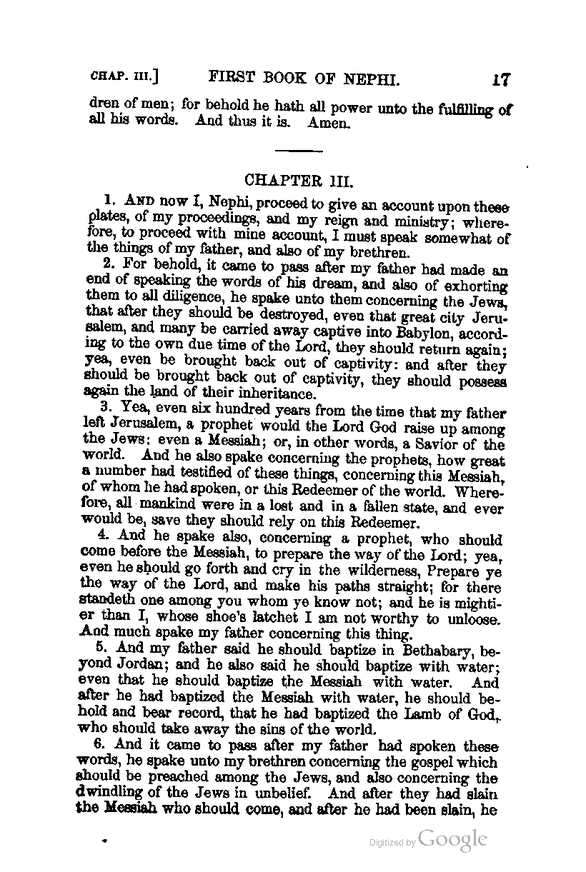 CHAP. III.] FIRST BOOK OF NEPHI. 17
dren of men; for behold he hath all power unto the fulfilling of
all his words. And thus it is. Amen.
CHAPTER III.
1. AND now I, Nephi, proceed to give an account upon these
plates, of my proceedings, and my reign and ministry; where-
fore, to proceed with mine account, I must speak somewhat of
the things of my father, and also of my brethren.
2. For behold, it came to pass after my father had made an
end of speaking the words of his dream, and also of exhorting
them to all diligence, he spake unto them concerning the Jews,
that after they should be destroyed, even that great city Jeru-
salem, and many be carried away captive into Babylon, accord-
ing to the own due time of the Lord, they should return again;
yea, even be brought back out of captivity: and after they
should be brought back out of captivity, they should possess
again the land of their inheritance.
3. Yea, even six hundred years from the time that my father
left Jerusalem, a prophet would the Lord God raise up among
the Jews: even a Messiah; or, in other words, a Savior of the
world. And he also spake concerning the prophets, how great
a number had testified of these things, concerning this Messiah,
of whom he had spoken, or this Redeemer of the world. Where-
fore, all mankind were in a lost and in a fallen state, and ever
would be, save they should rely on this Redeemer.
4. And he spake also, concerning a prophet, who should
come before the Messiah, to prepare the way of the Lord; yea,
even he should go forth and cry in the wilderness, Prepare ye
the way of the Lord, and make his paths straight; for there
standeth one among you whom ye know not; and he is mighti-
er than I, whose shoe's latchet I am not worthy to unloose.
And much spake my father concerning this thing.
5. And my father said he should baptize in Bethabary, be-
yond Jordan; and he also said he should baptize with water;
even that he should baptize the Messiah with water. And
after he had baptized the Messiah with water, he should be-
hold and bear record, that he had baptized the Lamb of God,
who should take away the sins of the world.
6. And it came to pass after my father had spoken these
words, he spake unto my brethren concerning the gospel which
should be preached among the Jews, and also concerning the
dwindling of the Jews in unbelief. And after they had slain
the Messiah who should come, and after he had been slain, he
Digitized by Google